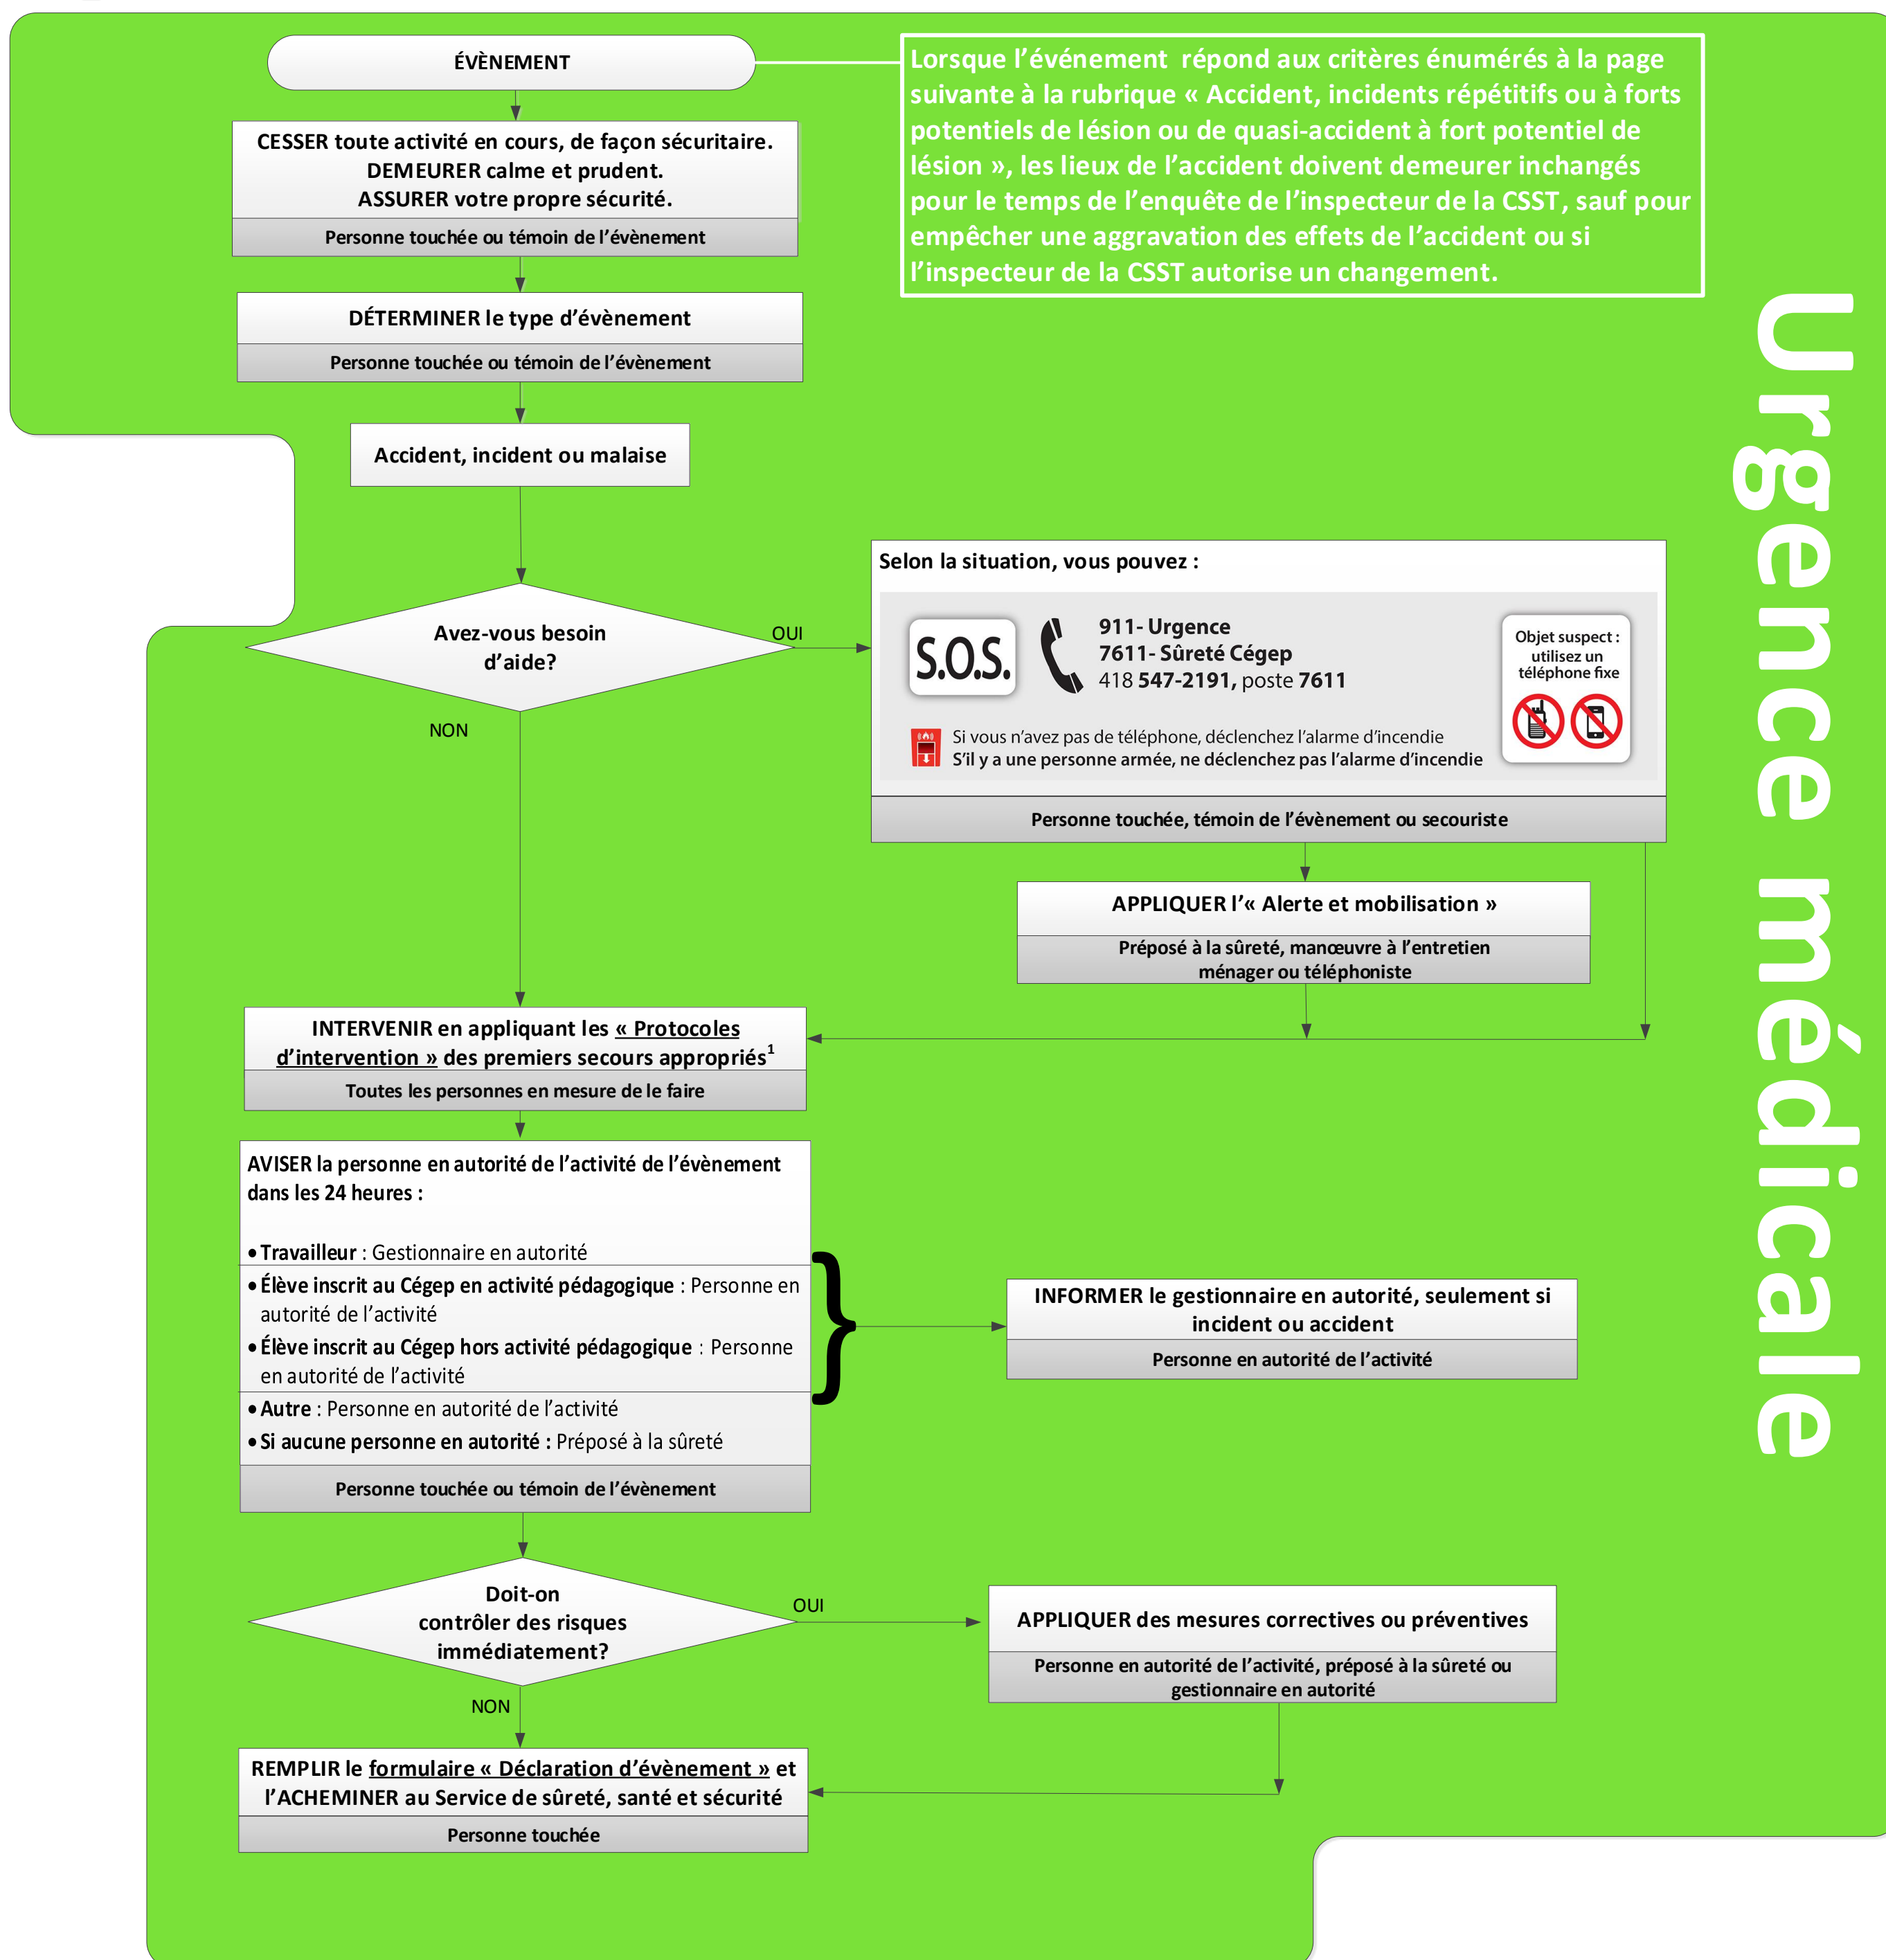 ÉVÈNEMENT
Lorsque l’événement  répond aux critères énumérés à la page
suivante à la rubrique « Accident, incidents répétitifs ou à forts
potentiels de lésion ou de quasi-accident à fort potentiel de
lésion », les lieux de l’accident doivent demeurer inchangés
pour le temps de l’enquête de l’inspecteur de la CSST, sauf pour
empêcher une aggravation des effets de l’accident ou si
l’inspecteur de la CSST autorise un changement.
CESSER toute activité en cours, de façon sécuritaire.
DEMEURER calme et prudent.
ASSURER votre propre sécurité.
Personne touchée ou témoin de l’évènement
DÉTERMINER le type d’évènement
Personne touchée ou témoin de l’évènement
Accident, incident ou malaise
Avez-vous besoin
d’aide?
OUI
NON
Selon la situation, vous pouvez :
S.O.S.
911- Urgence
7611- Sûreté Cégep
418 547-2191, poste 7611
Objet suspect :
utilisez un
téléphone fixe
Si vous n’avez pas de téléphone, déclenchez l’alarme d’incendie
S’il y a une personne armée, ne déclenchez pas l’alarme d’incendie
Personne touchée, témoin de l’évènement ou secouriste
APPLIQUER l’« Alerte et mobilisation »
Préposé à la sûreté, manœuvre à l’entretien
ménager ou téléphoniste
INTERVENIR en appliquant les « Protocoles
d’intervention » des premiers secours appropriés1
Toutes les personnes en mesure de le faire
AVISER la personne en autorité de l’activité de l’évènement
dans les 24 heures :
• Travailleur : Gestionnaire en autorité
• Élève inscrit au Cégep en activité pédagogique : Personne en
autorité de l’activité
• Élève inscrit au Cégep hors activité pédagogique : Personne
en autorité de l’activité
• Autre : Personne en autorité de l’activité
• Si aucune personne en autorité : Préposé à la sûreté
Personne touchée ou témoin de l’évènement
INFORMER le gestionnaire en autorité, seulement si
incident ou accident
Personne en autorité de l’activité
Doit-on
contrôler des risques
immédiatement?
OUI
NON
APPLIQUER des mesures correctives ou préventives
Personne en autorité de l’activité, préposé à la sûreté ou
gestionnaire en autorité
REMPLIR le formulaire « Déclaration d’évènement » et
l’ACHEMINER au Service de sûreté, santé et sécurité
Personne touchée
Urgence médicale